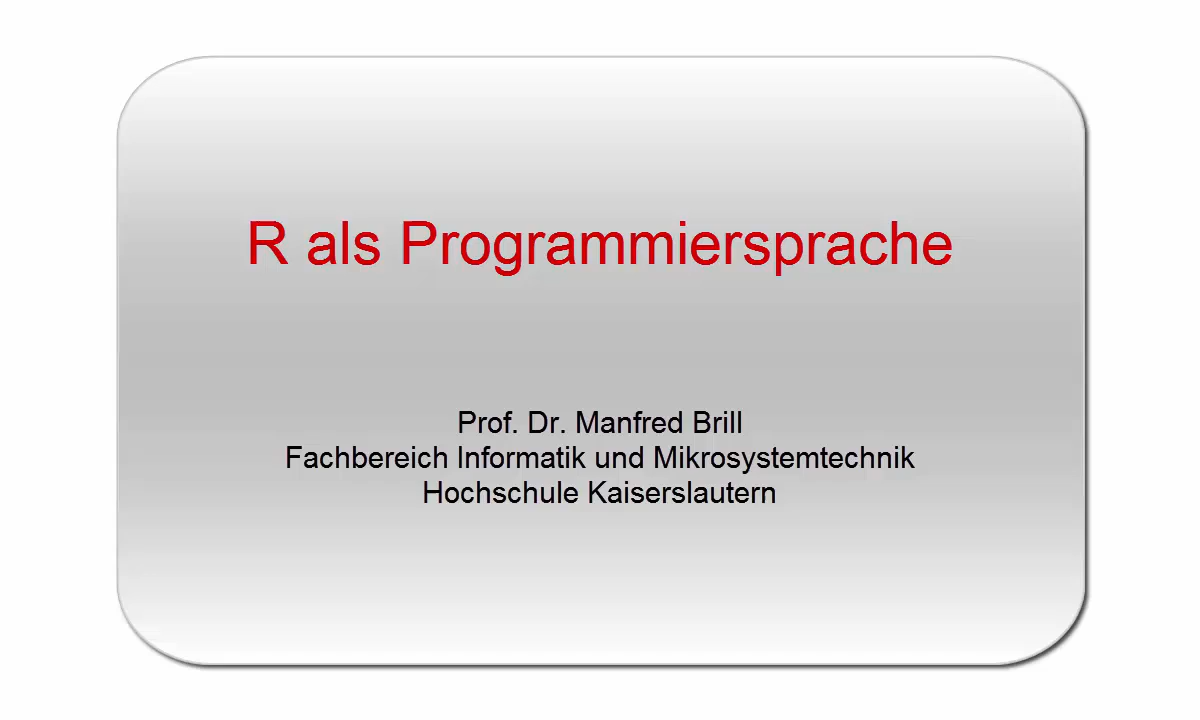 R als Programmiersprache
Prof. Dr. Manfred Brill
Fachbereich Informatik und Mikrosystemtechnik
Hochschule Kaiserslautern